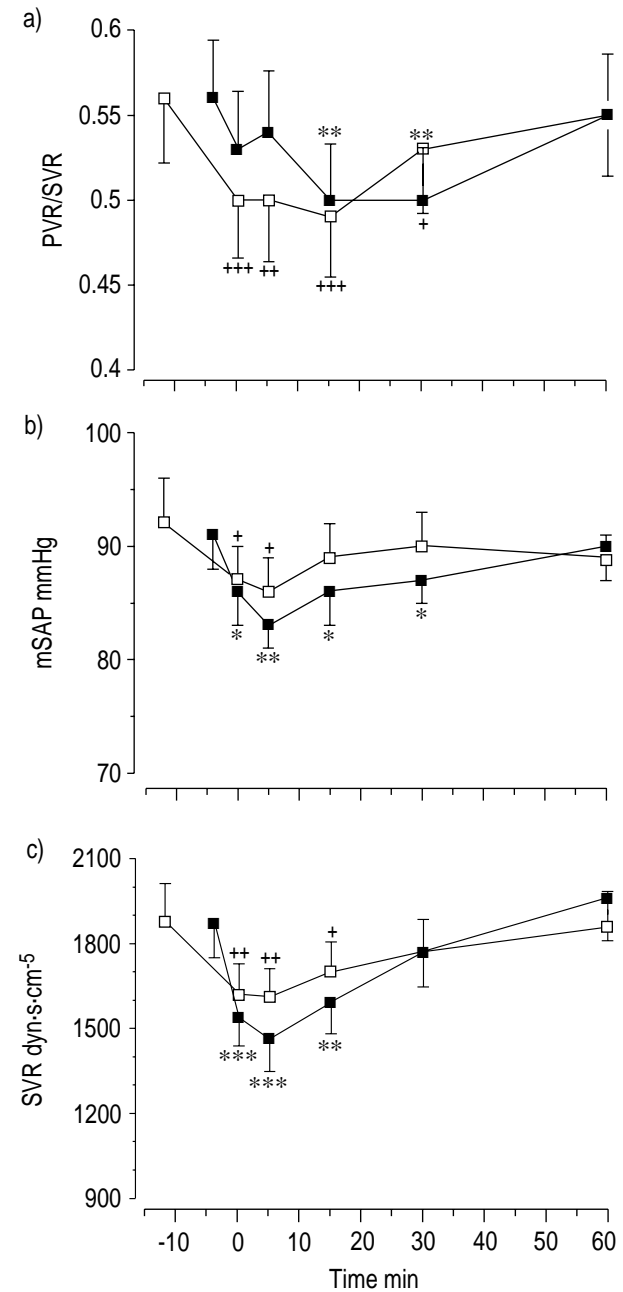 a)
0.6
0.55
0.5
0.45
0.4
PVR/SVR
** **
+++ ++ +++ +
b)
100
90
80
70
mSAP mmHg
+ +
* ** * *
c)
2100
1800
1500
1200
900
SVR dyn·s·cm-5
++ ++ +
*** *** **
-10 0 10 20 30 40 50 60
Time min